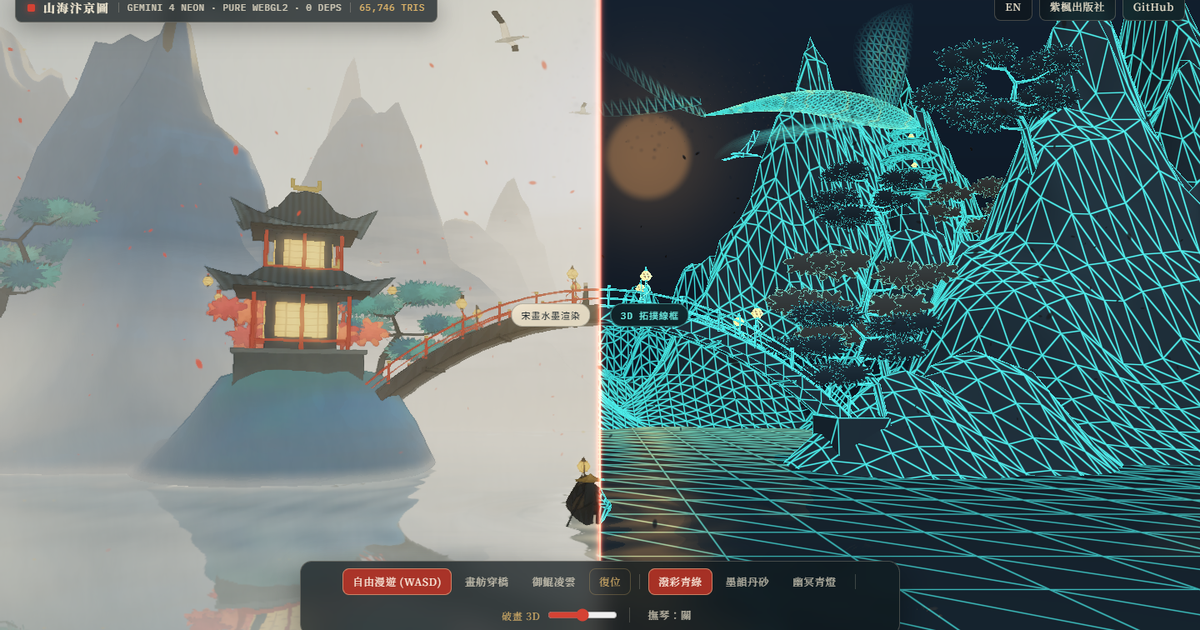 山海汴京圖 GEMINI 4 NEON · PURE WEBGL2 · 0 DEPS 65,746 TRIS
EN 紫楓出版社 GitHub
宋畫水墨渲染 3D 拓撲線框
自由漫遊 (WASD) 畫舫穿橋 御鯤凌雲 復位 潑彩青綠 墨韻丹砂 幽冥青燈
破畫 3D 撫琴：關